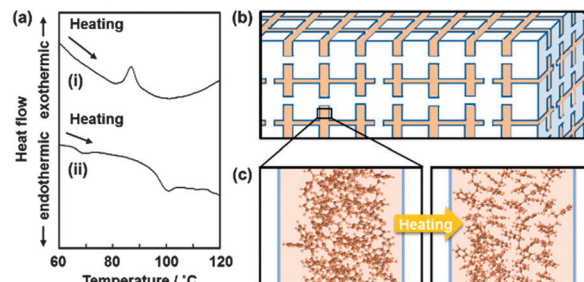 (a)
Heating
(i)
Heating
(ii)
Heat flow
endothermic exothermic
60 80 100 120
Temperature / ˚C
(b)
(c)
Heating